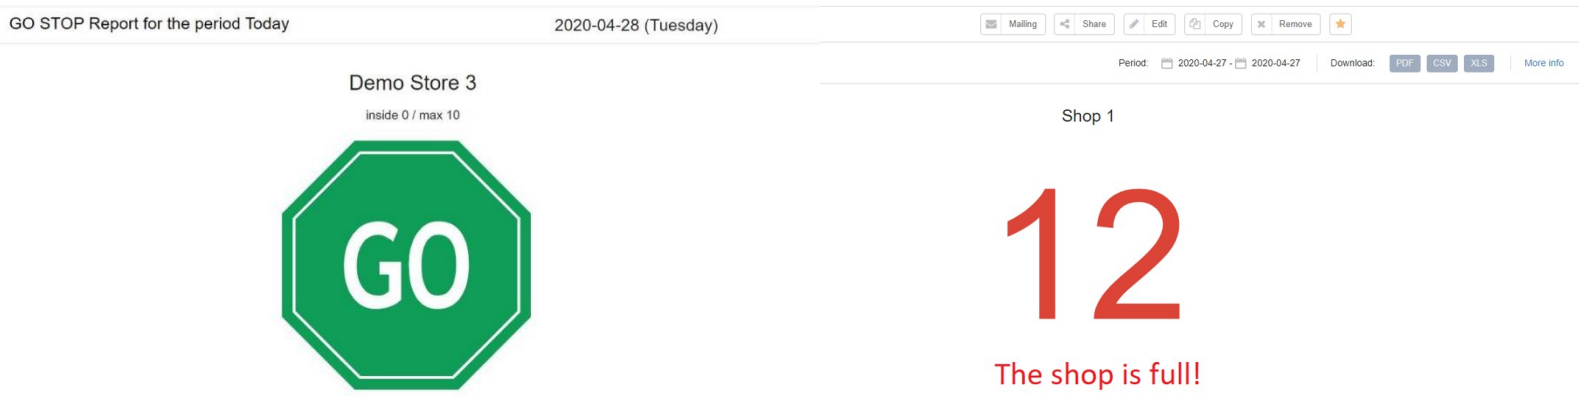 GO STOP Report for the period Today
2020-04-28 (Tuesday)
Demo Store 3
inside 0 / max 10
GO
Mailing Share Edit Copy Remove
Period: 2020-04-27 - 2020-04-27 Download: PDF CSV XLS More info
Shop 1
12
The shop is full!